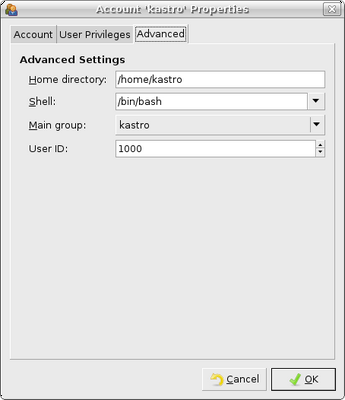 Account 'kastro' Properties
Account User Privileges Advanced
Advanced Settings
Home directory: /home/kastro
Shell: /bin/bash
Main group: kastro
User ID: 1000
Cancel OK